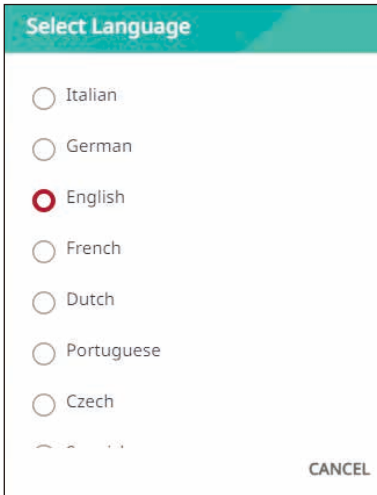 Select Language
Italian
German
English
French
Dutch
Portuguese
Czech
CANCEL